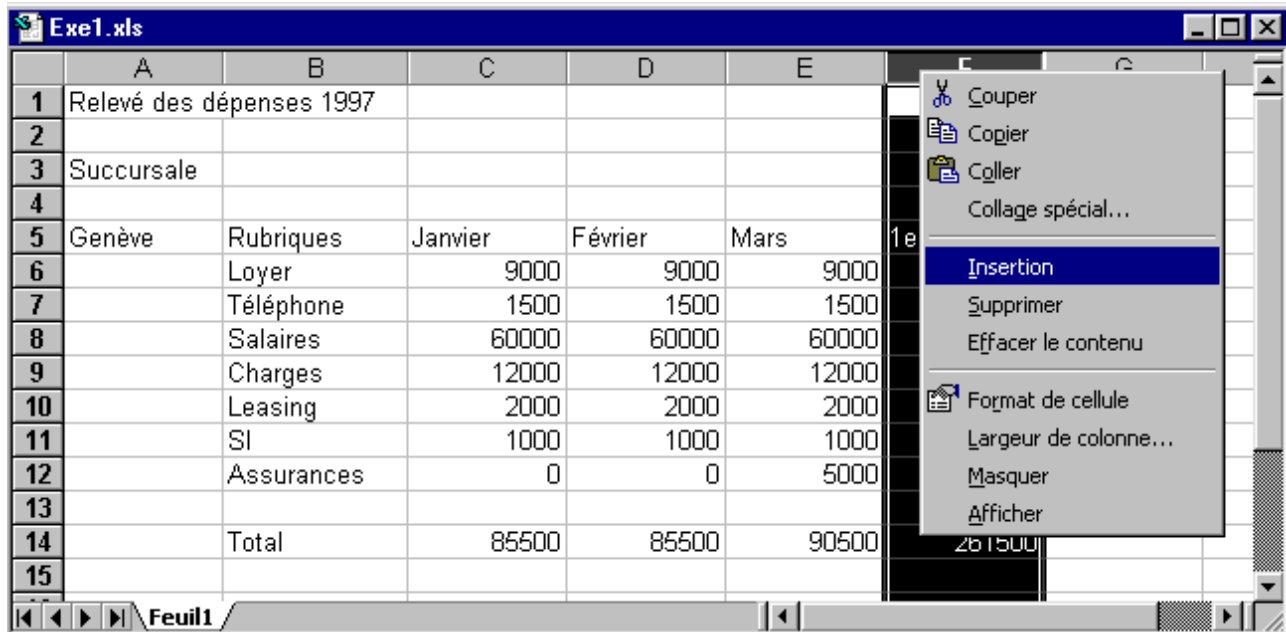 Exe1.xls
A B C D E F G
1 Relevé des dépenses 1997
2
3 Succursale
4
5 Genève Rubriques Janvier Février Mars 1e
6 Loyer 9000 9000 9000
7 Téléphone 1500 1500 1500
8 Salaires 60000 60000 60000
9 Charges 12000 12000 12000
10 Leasing 2000 2000 2000
11 SI 1000 1000 1000
12 Assurances 0 0 5000
13
14 Total 85500 85500 90500 261500
15
Couper
Copier
Coller
Collage spécial...
Insertion
Supprimer
Effacer le contenu
Format de cellule
Largeur de colonne...
Masquer
Afficher
Feuil1